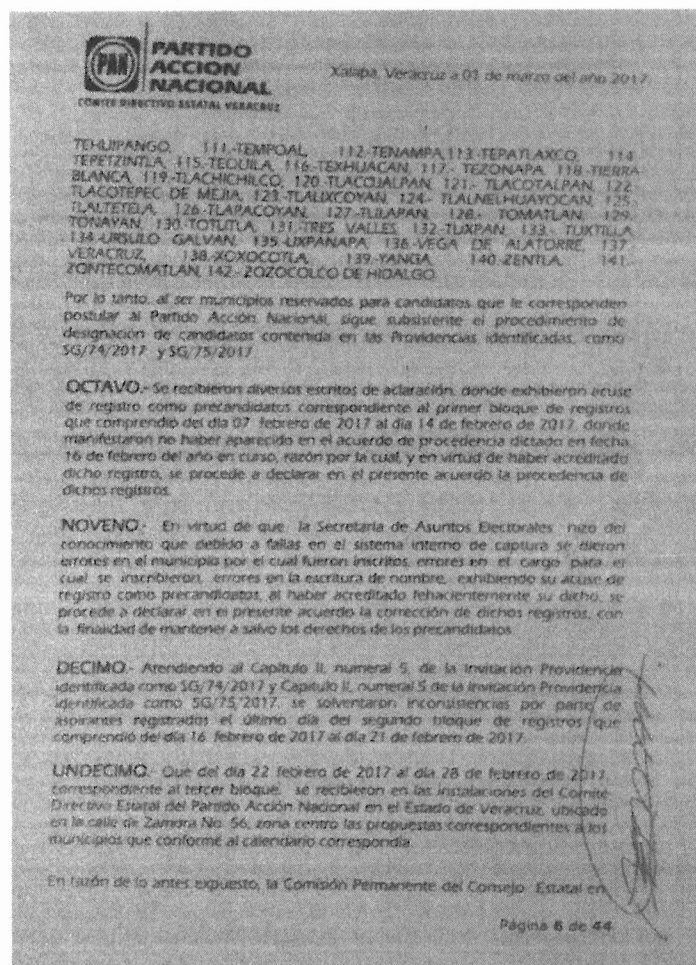 PAN
PARTIDO
ACCION
NACIONAL
COMITE DIRECTIVO ESTATAL VERACRUZ
Xalapa, Veracruz a 01 de marzo del año 2017
TEHUIPANGO, 111.-TEMPOAL, 112.-TENAMPA,113.-TEPATLAXCO, 114
TEPETZINTLA, 115.-TEQUILA, 116.-TEXHUACAN, 117.- TEZONAPA, 118.-TIERRA
BLANCA, 119.-TLACHICHILCO, 120.-TLACOJALPAN, 121.- TLACOTALPAN, 122
TLACOTEPEC DE MEJIA, 123.-TLALIXCOYAN, 124.- TLALNELHUAYOCAN, 125.
TLALTETELA, 126.-TLAPACOYAN, 127.-TLILAPAN, 128.- TOMATLAN, 129.
TONAYAN, 130.-TOTUTLA, 131.-TRES VALLES, 132.-TUXPAN, 133.- TUXTILLA
134.-URSULO GALVAN, 135.-UXPANAPA, 136.-VEGA DE ALATORRE, 137.
VERACRUZ, 138.-XOXOCOTLA, 139.-YANGA, 140.-ZENTLA, 141.-
ZONTECOMATLAN, 142.- ZOZOCOLCO DE HIDALGO.
Por lo tanto, al ser municipios reservados para candidatos que le corresponden
postular al Partido Acción Nacional, sigue subsistente el procedimiento de
designación de candidatos contenida en las Providencias identificadas, como
SG/74/2017 y SG/75/2017
OCTAVO.- Se recibieron diversos escritos de aclaración, donde exhibieron acuse
de registro como precandidatos correspondiente al primer bloque de registros
que comprendió del día 07 febrero de 2017 al día 14 de febrero de 2017, donde
manifestaron no haber aparecido en el acuerdo de procedencia dictado en fecha
16 de febrero del año en curso, razón por la cual, y en virtud de haber acreditado
dicho registro, se procede a declarar en el presente acuerdo la procedencia de
dichos registros.
NOVENO.- En virtud de que la Secretaría de Asuntos Electorales hizo del
conocimiento que debido a fallas en el sistema interno de captura se dieron
errores en el municipio por el cual fueron inscritos, errores en el cargo para el
cual se inscribieron, errores en la escritura de nombre, exhibiendo su acuse de
registro como precandidatos, al haber acreditado fehacientemente su dicho, se
procede a declarar en el presente acuerdo la corrección de dichos registros, con
la finalidad de mantener a salvo los derechos de los precandidatos
DECIMO.- Atendiendo al Capitulo II, numeral 5, de la Invitación Providencia
identificada como SG/74/2017 y Capitulo II, numeral 5 de la Invitación Providencia
identificada como SG/75/2017, se solventaron inconsistencias por parte de
aspirantes registrados el último día del segundo bloque de registros que
comprendió del día 16 febrero de 2017 al día 21 de febrero de 2017.
UNDECIMO.- Que del día 22 febrero de 2017 al día 28 de febrero de 2017,
correspondiente al tercer bloque, se recibieron en las instalaciones del Comité
Directivo Estatal del Partido Acción Nacional en el Estado de Veracruz, ubicado
en la calle de Zamora No. 56, zona centro las propuestas correspondientes a los
municipios que conforme al calendario correspondía.
En razón de lo antes expuesto, la Comisión Permanente del Consejo Estatal en
Página 6 de 44